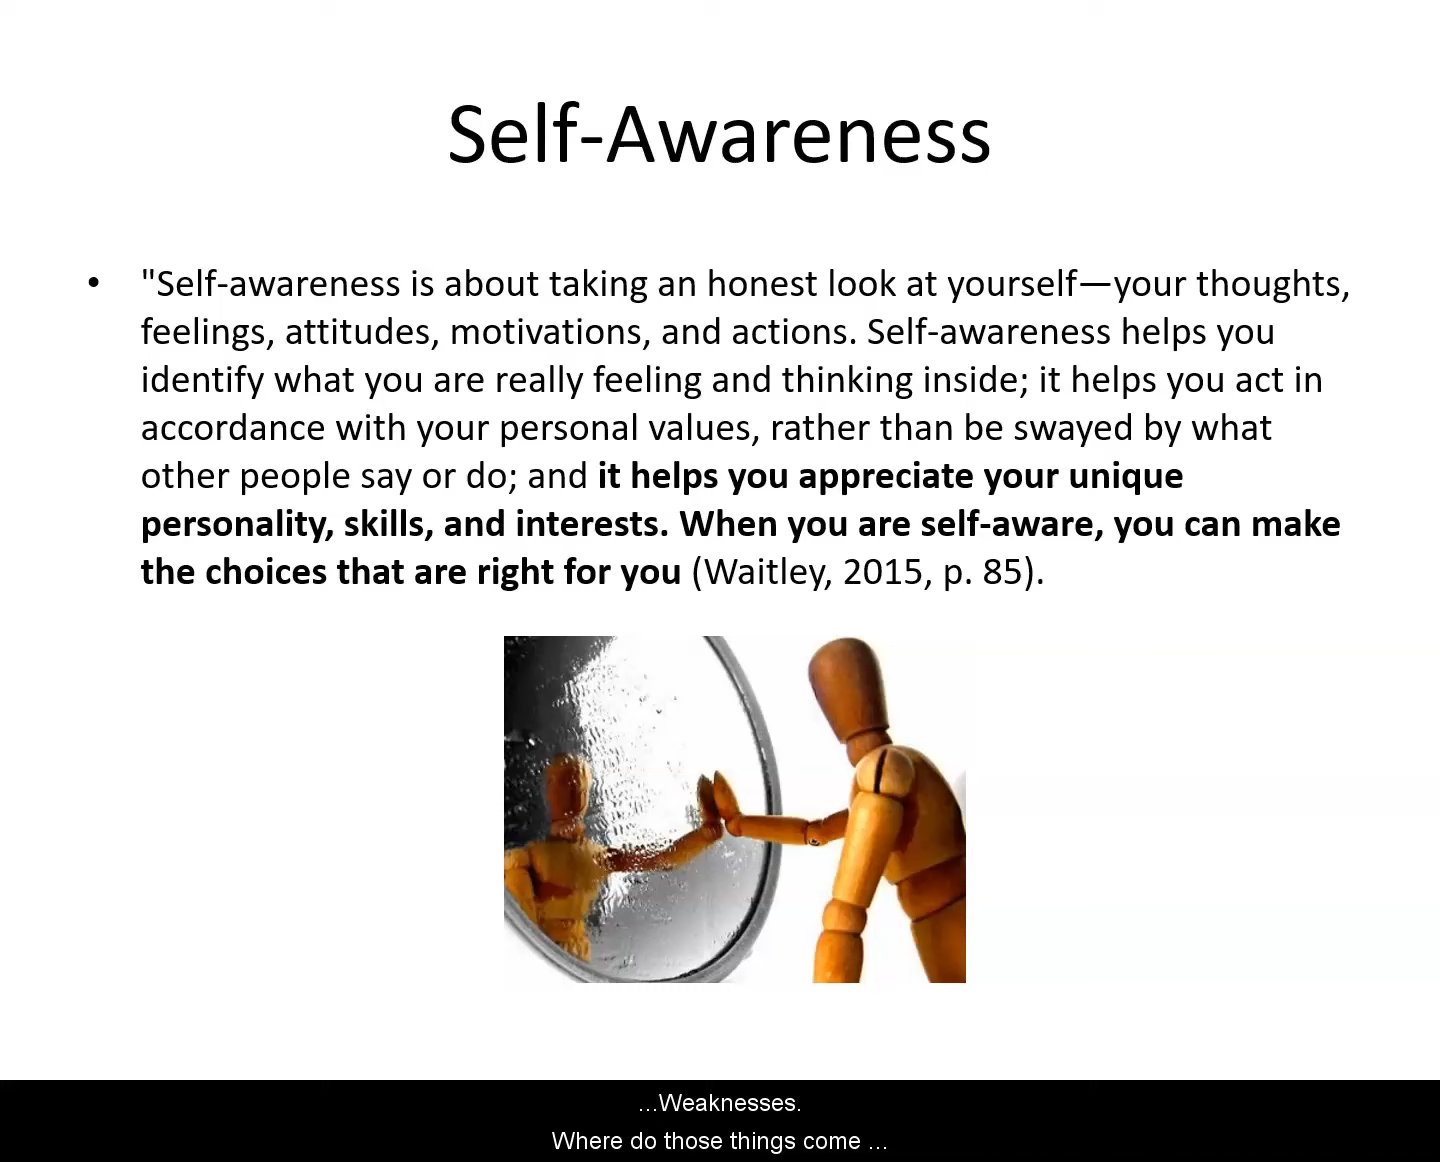 Self-Awareness
• "Self-awareness is about taking an honest look at yourself—your thoughts,
feelings, attitudes, motivations, and actions. Self-awareness helps you
identify what you are really feeling and thinking inside; it helps you act in
accordance with your personal values, rather than be swayed by what
other people say or do; and it helps you appreciate your unique
personality, skills, and interests. When you are self-aware, you can make
the choices that are right for you (Waitley, 2015, p. 85).
...Weaknesses.
Where do those things come ...